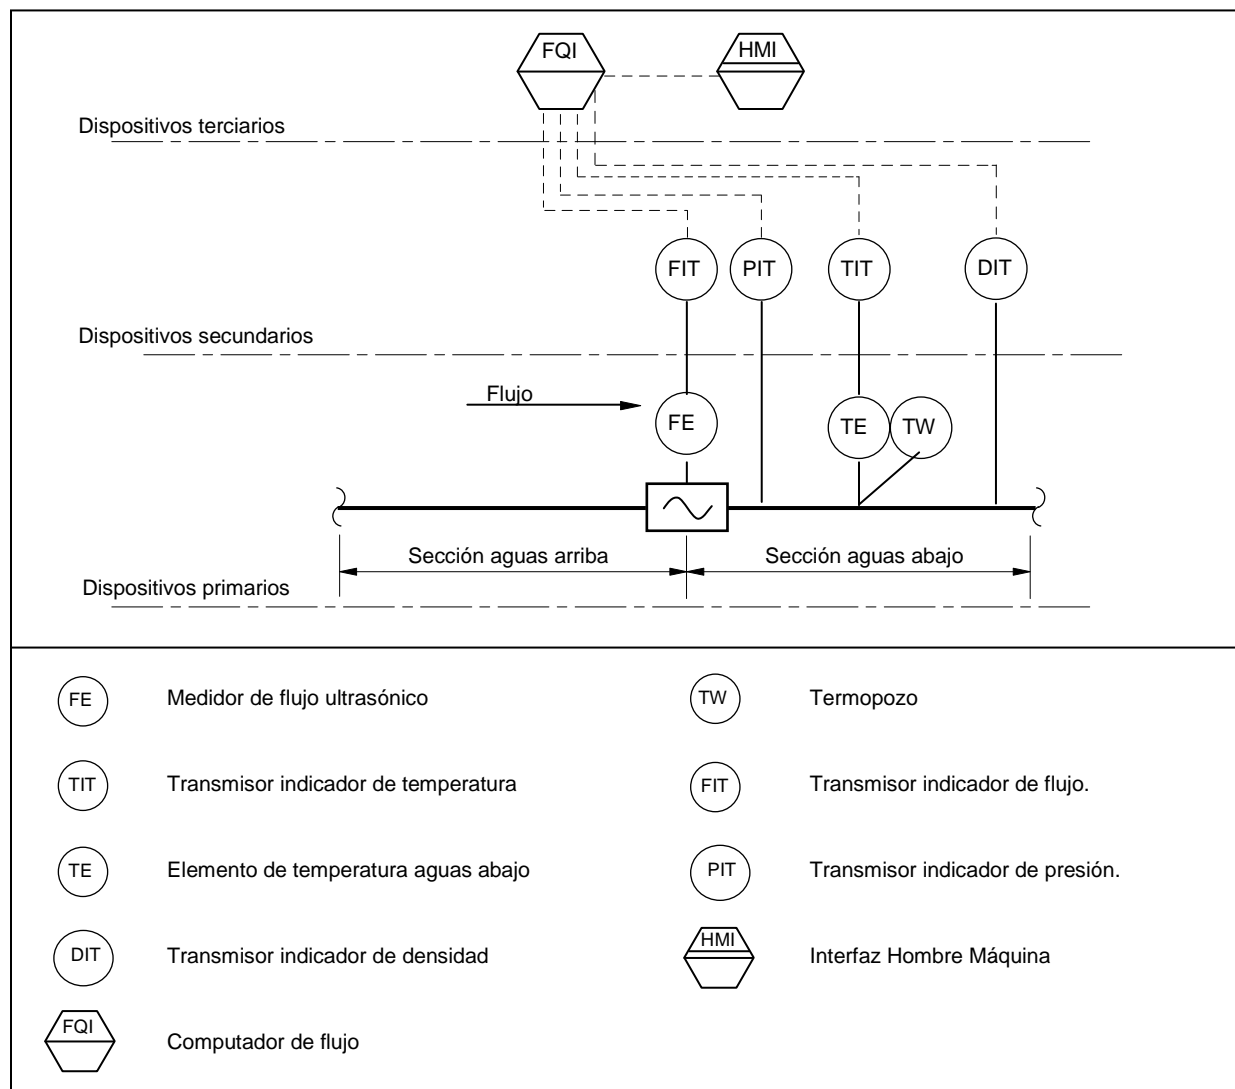 FQI
HMI
Dispositivos terciarios
FIT
PIT
TIT
DIT
Dispositivos secundarios
Flujo
FE
TE
TW
Sección aguas arriba
Sección aguas abajo
Dispositivos primarios
FE
Medidor de flujo ultrasónico
TW
Termopozo
TIT
Transmisor indicador de temperatura
FIT
Transmisor indicador de flujo.
TE
Elemento de temperatura aguas abajo
PIT
Transmisor indicador de presión.
DIT
Transmisor indicador de densidad
HMI
Interfaz Hombre Máquina
FQI
Computador de flujo